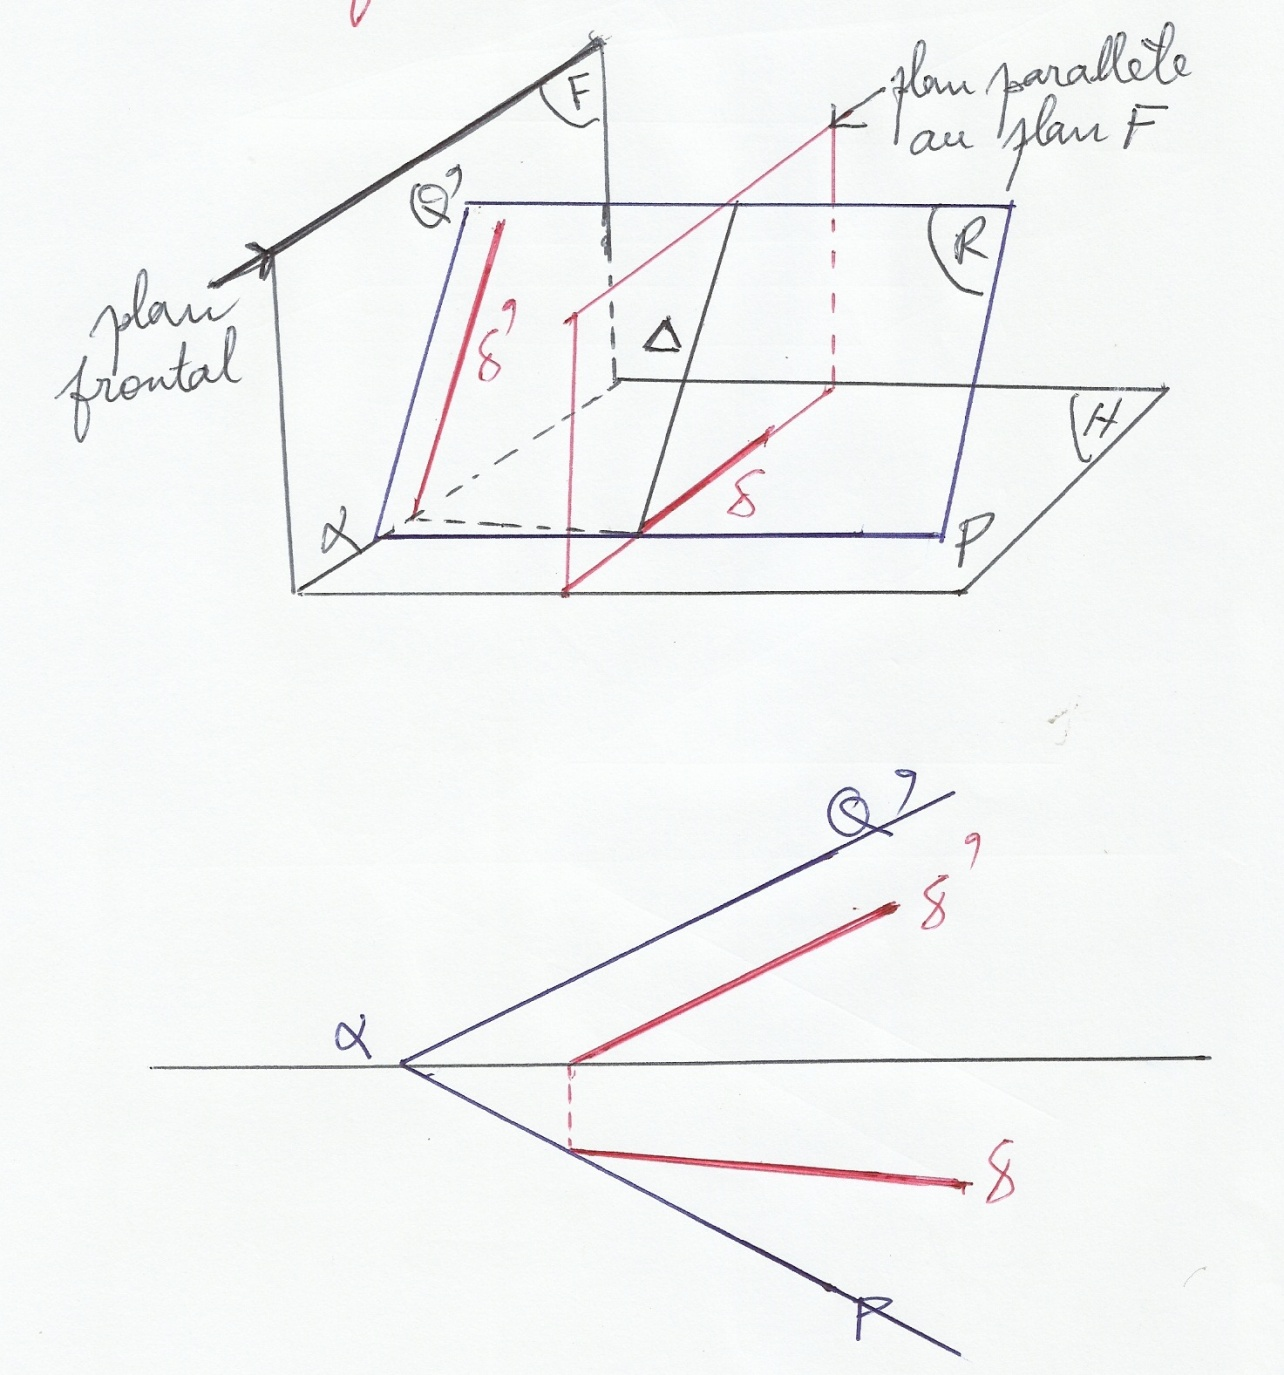 plan parallèle
au plan F
F
Q'
R
plan
frontal
δ'
Δ
H
δ
α
P
Q'
δ'
α
δ
P